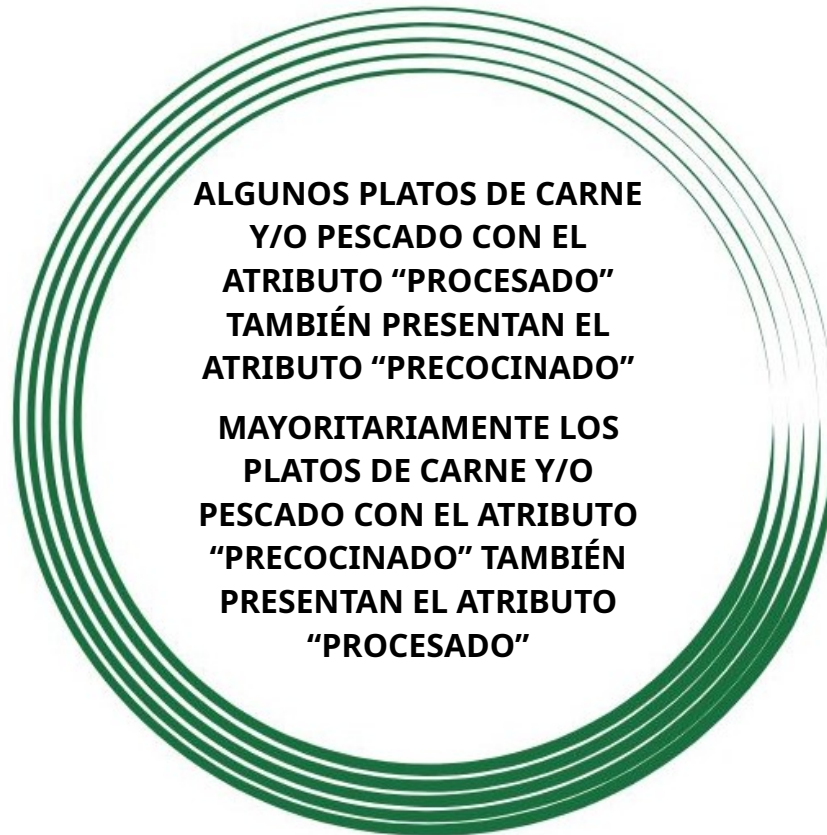 ALGUNOS PLATOS DE CARNE
Y/O PESCADO CON EL
ATRIBUTO “PROCESADO”
TAMBIÉN PRESENTAN EL
ATRIBUTO “PRECOCINADO”
MAYORITARIAMENTE LOS
PLATOS DE CARNE Y/O
PESCADO CON EL ATRIBUTO
“PRECOCINADO” TAMBIÉN
PRESENTAN EL ATRIBUTO
“PROCESADO”